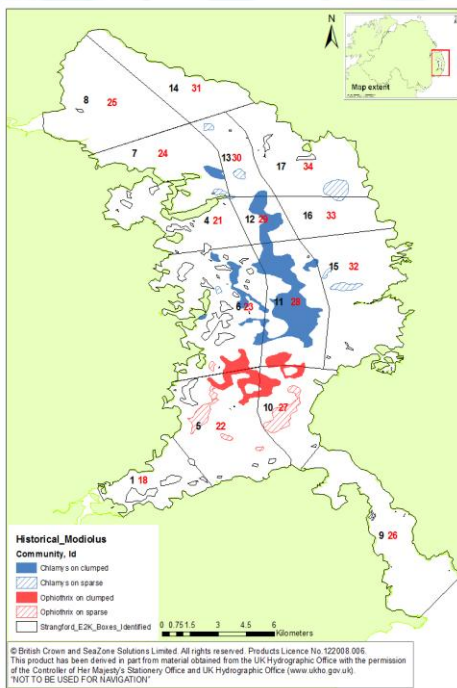 N
Map extent
14 31
8 25
7 24
13 30
17 34
4 21
12 29
16 33
15 32
6 23
11 28
10 27
5 22
1 18
9 26
Historical_Modiolus
Community, Id
Chlamys on clumped
Chlamys on sparse
Ophiothrix on clumped
Ophiothrix on sparse
Strangford_E2K_Boxes_Identified
0 0.75 1.5 3 4.5 6
Kilometers
© British Crown and SeaZone Solutions Limited. All rights reserved. Products Licence No.122008.006.
This product has been derived in part from material obtained from the UK Hydrographic Office with the permission
of the Controller of Her Majesty's Stationery Office and UK Hydrographic Office (www.ukho.gov.uk).
"NOT TO BE USED FOR NAVIGATION"